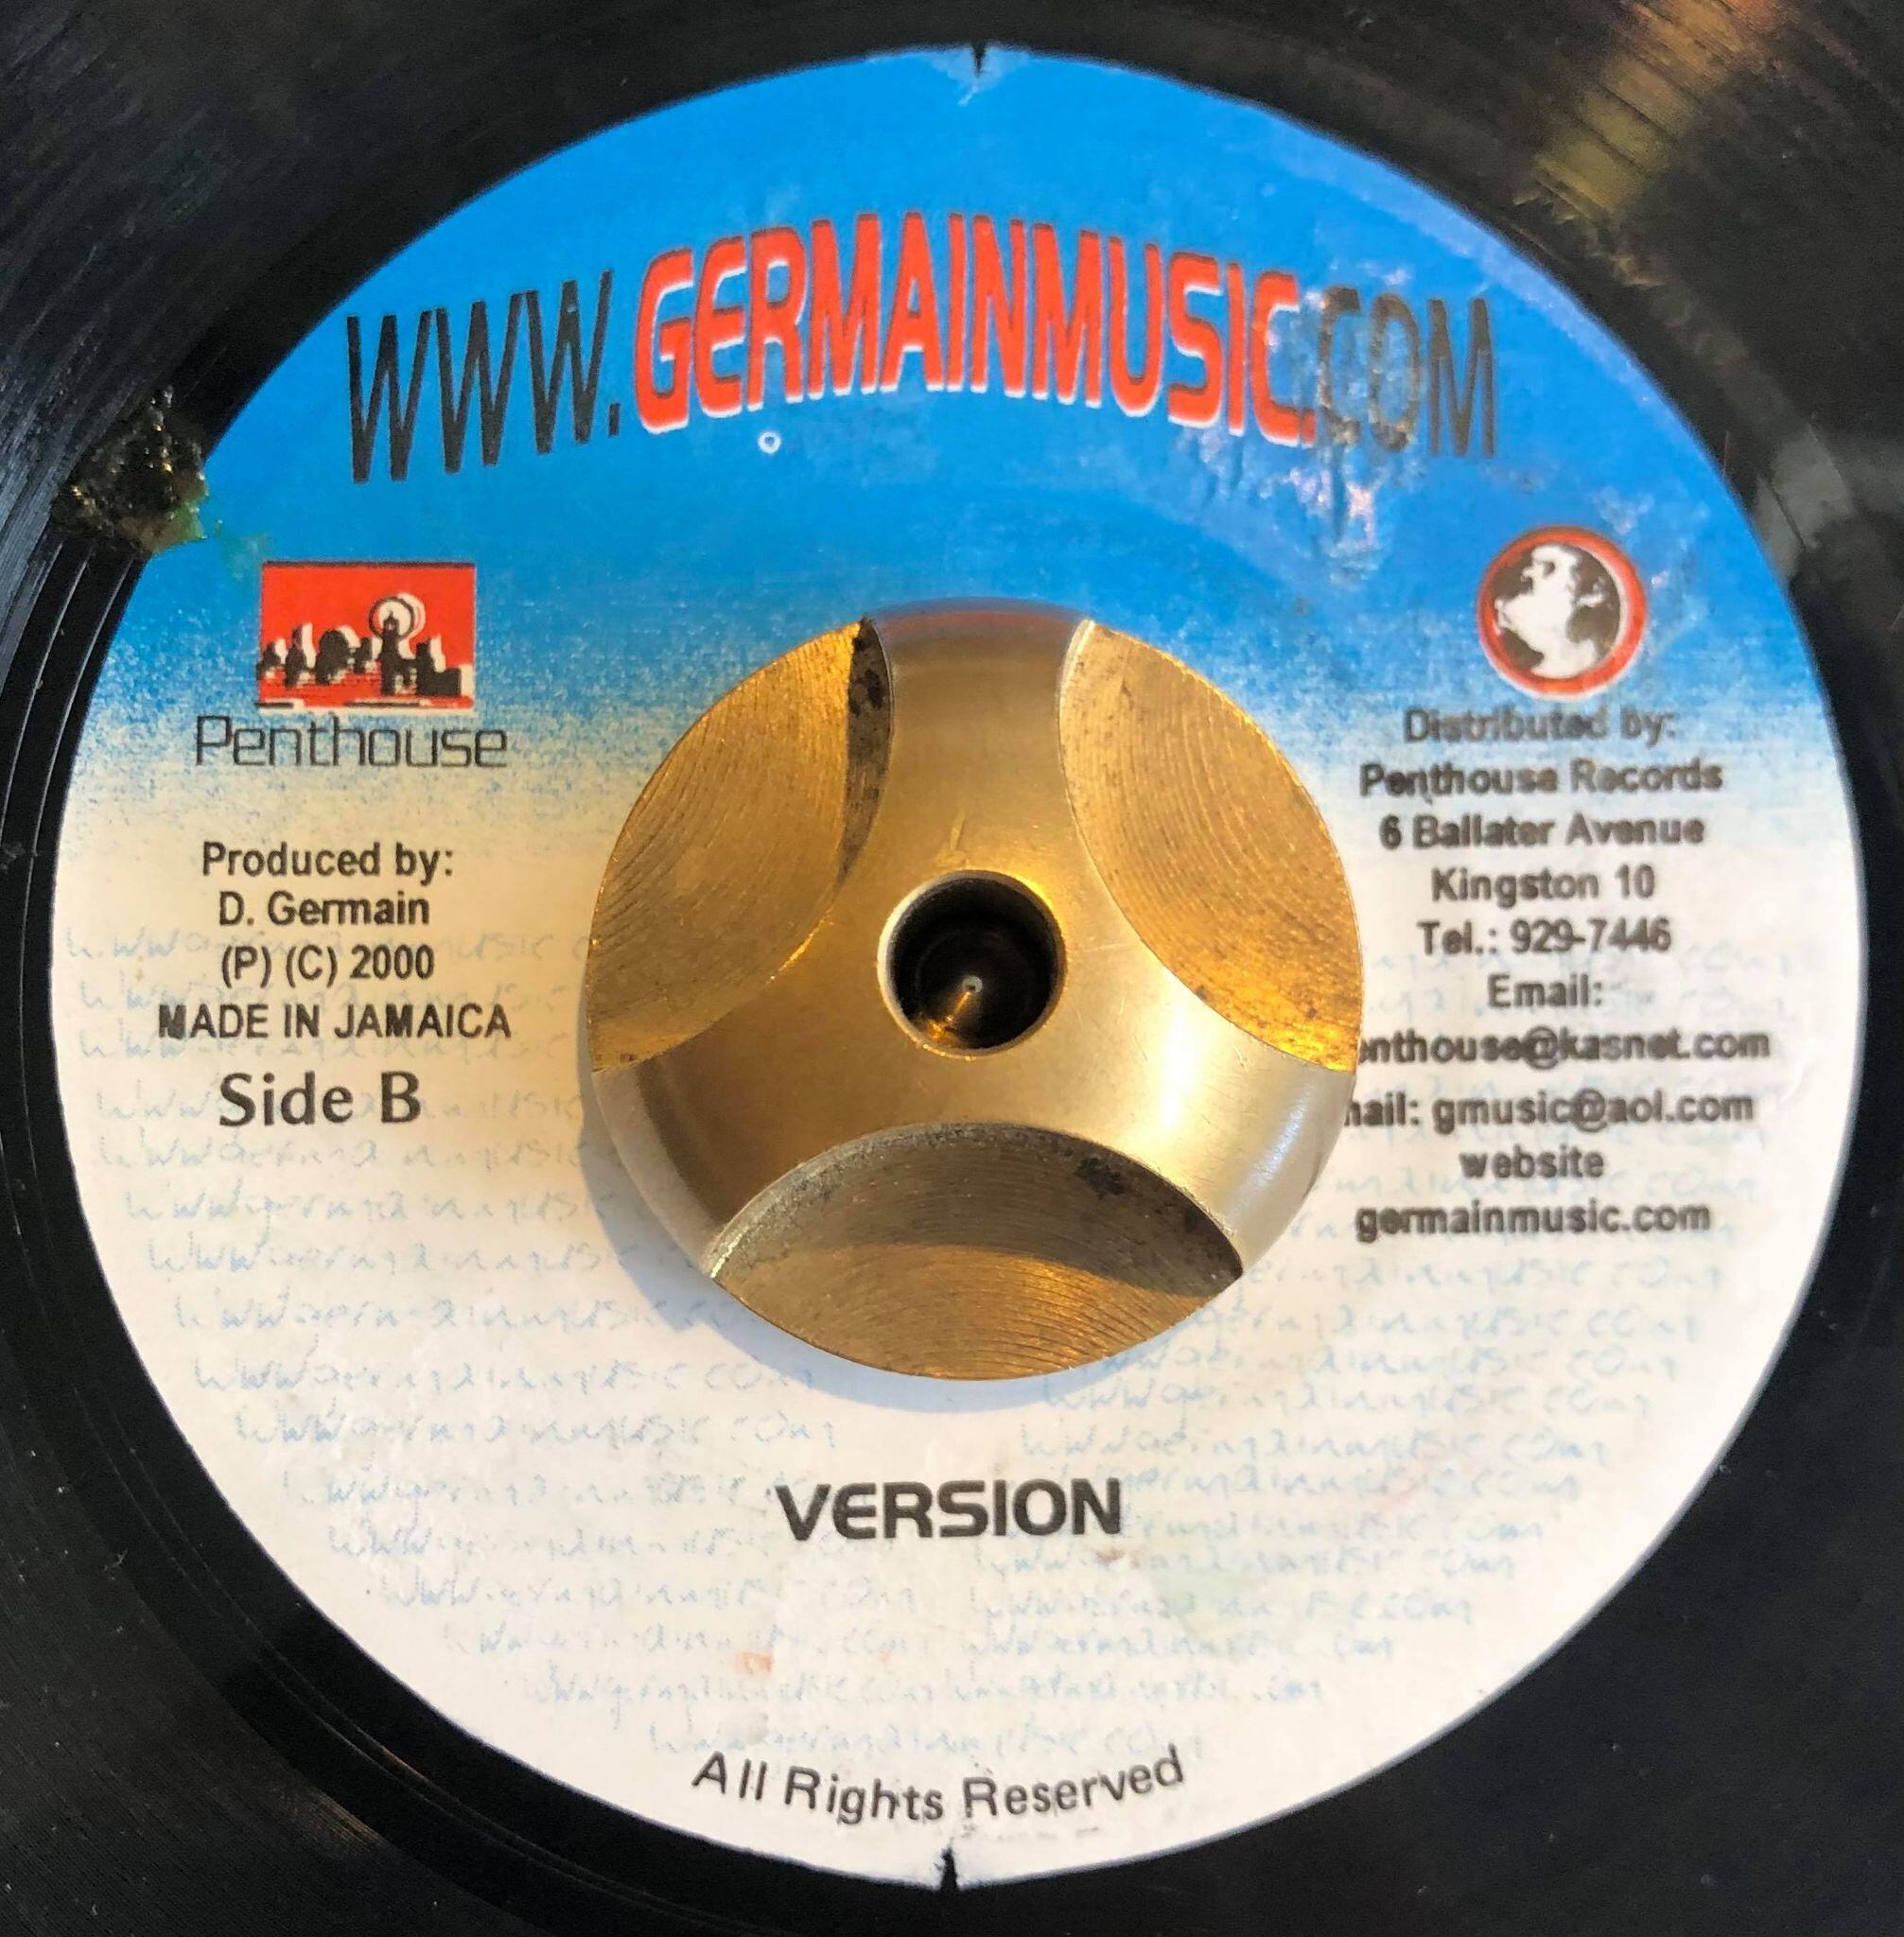 WWW.GERMAINMUSIC.COM
Penthouse
Produced by:
D. Germain
(P) (C) 2000
MADE IN JAMAICA
Side B
Distributed by:
Penthouse Records
6 Ballater Avenue
Kingston 10
Tel.: 929-7446
Email:
enthouse@kasnet.com
ail: gmusic@aol.com
website
germainmusic.com
VERSION
All Rights Reserved